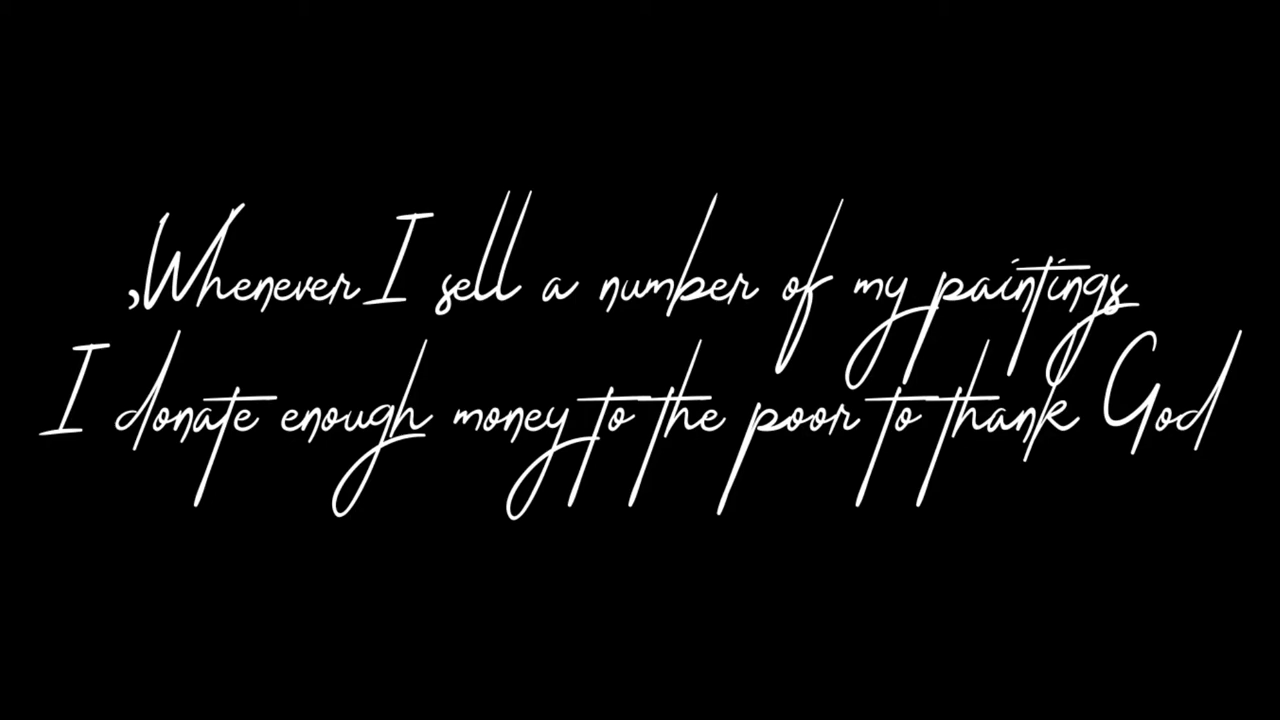 ,Whenever I sell a number of my paintings
I donate enough money to the poor to thank God